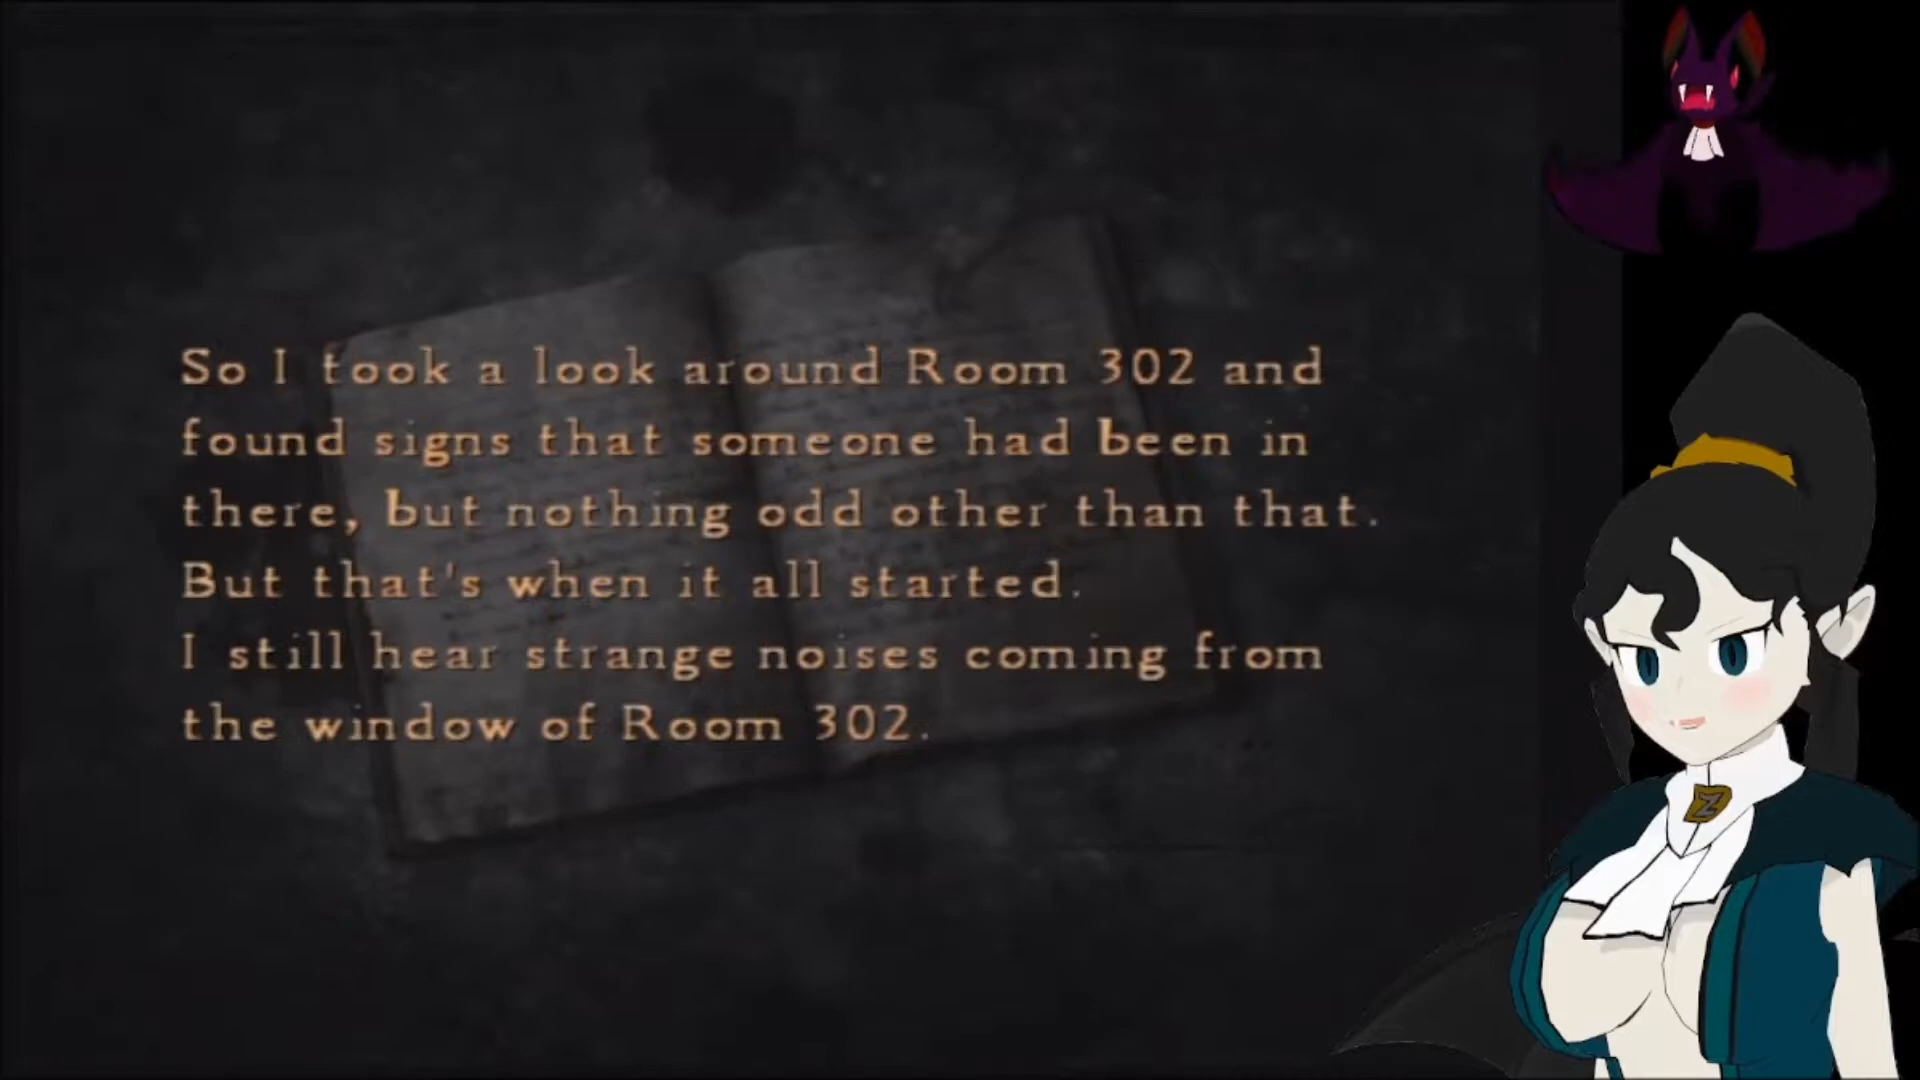 So I took a look around Room 302 and
found signs that someone had been in
there, but nothing odd other than that.
But that's when it all started.
I still hear strange noises coming from
the window of Room 302.
Z